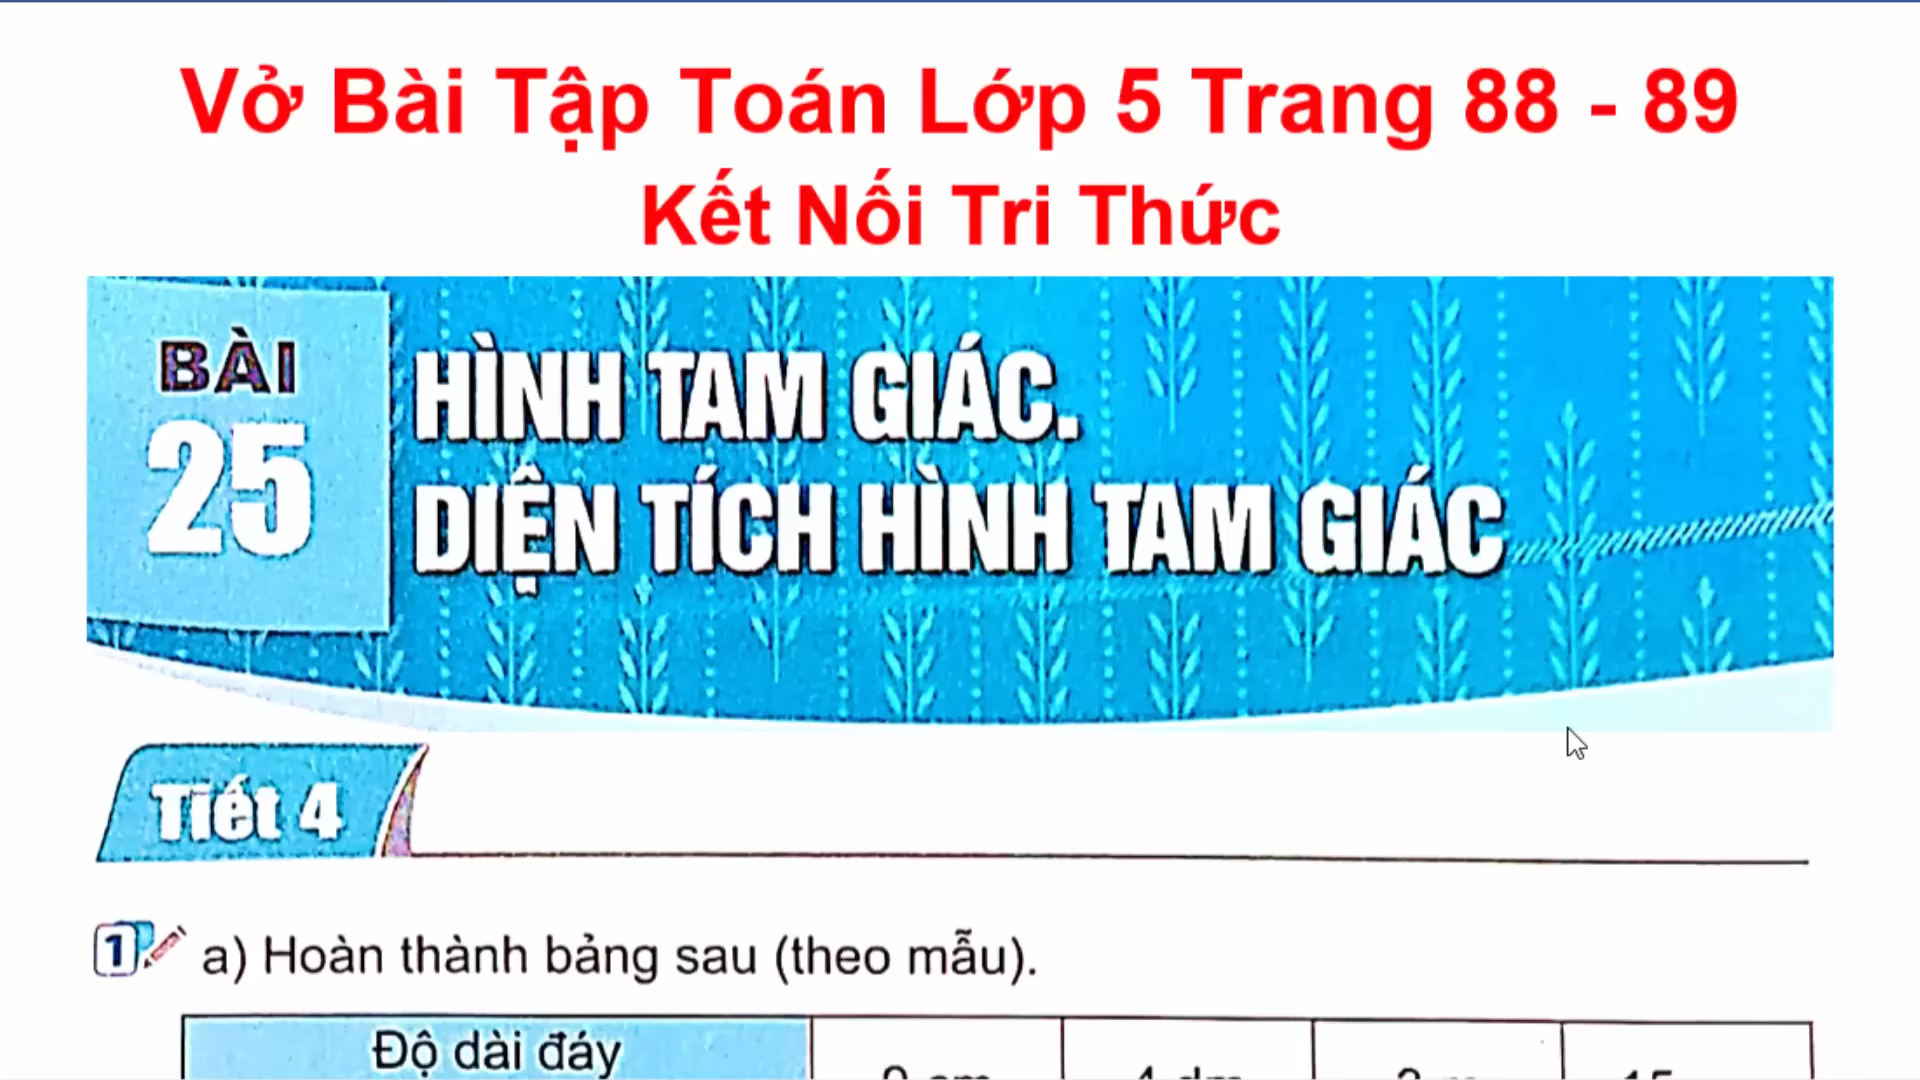 Vở Bài Tập Toán Lớp 5 Trang 88 - 89
Kết Nối Tri Thức
BÀI
25
HÌNH TAM GIÁC.
DIỆN TÍCH HÌNH TAM GIÁC
Tiết 4
1 a) Hoàn thành bảng sau (theo mẫu).
Độ dài đáy